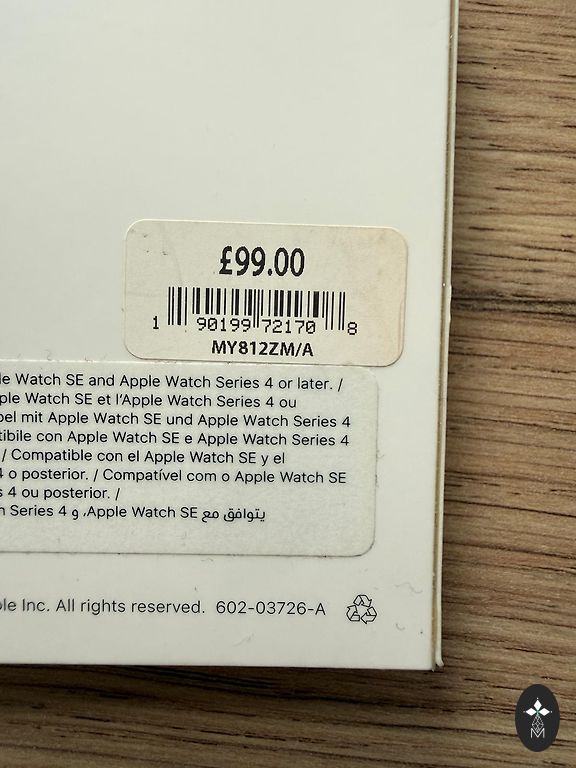 £99.00
1 90199 72170 8
MY812ZM/A
le Watch SE and Apple Watch Series 4 or later. /
ple Watch SE et l'Apple Watch Series 4 ou
bel mit Apple Watch SE und Apple Watch Series 4
tibile con Apple Watch SE e Apple Watch Series 4
/ Compatible con el Apple Watch SE y el
4 o posterior. / Compatível com o Apple Watch SE
s 4 ou posterior. /
يتوافق مع Apple Watch SE، و Series 4
ple Inc. All rights reserved. 602-03726-A
M